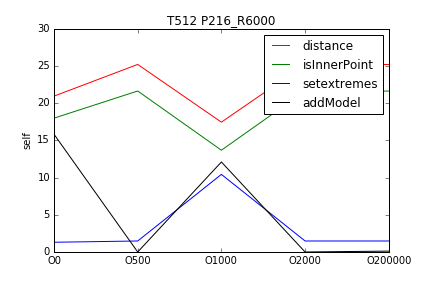 T512 P216_R6000
30
25
20
15
10
5
0
self
distance
isInnerPoint
setextremes
addModel
O0
O500
O1000
O2000
O200000